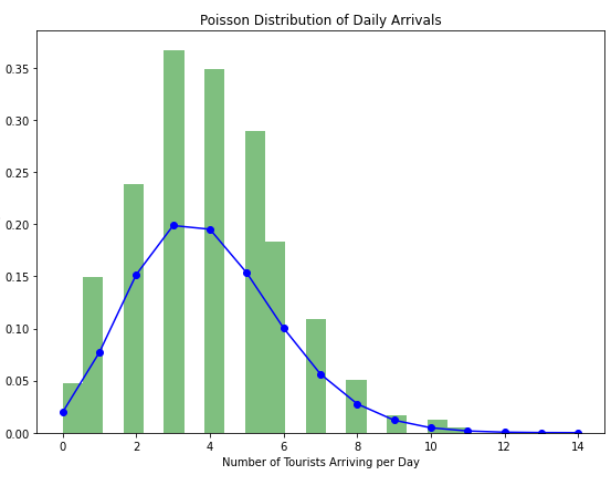 Poisson Distribution of Daily Arrivals
0.35
0.30
0.25
0.20
0.15
0.10
0.05
0.00
0 2 4 6 8 10 12 14
Number of Tourists Arriving per Day